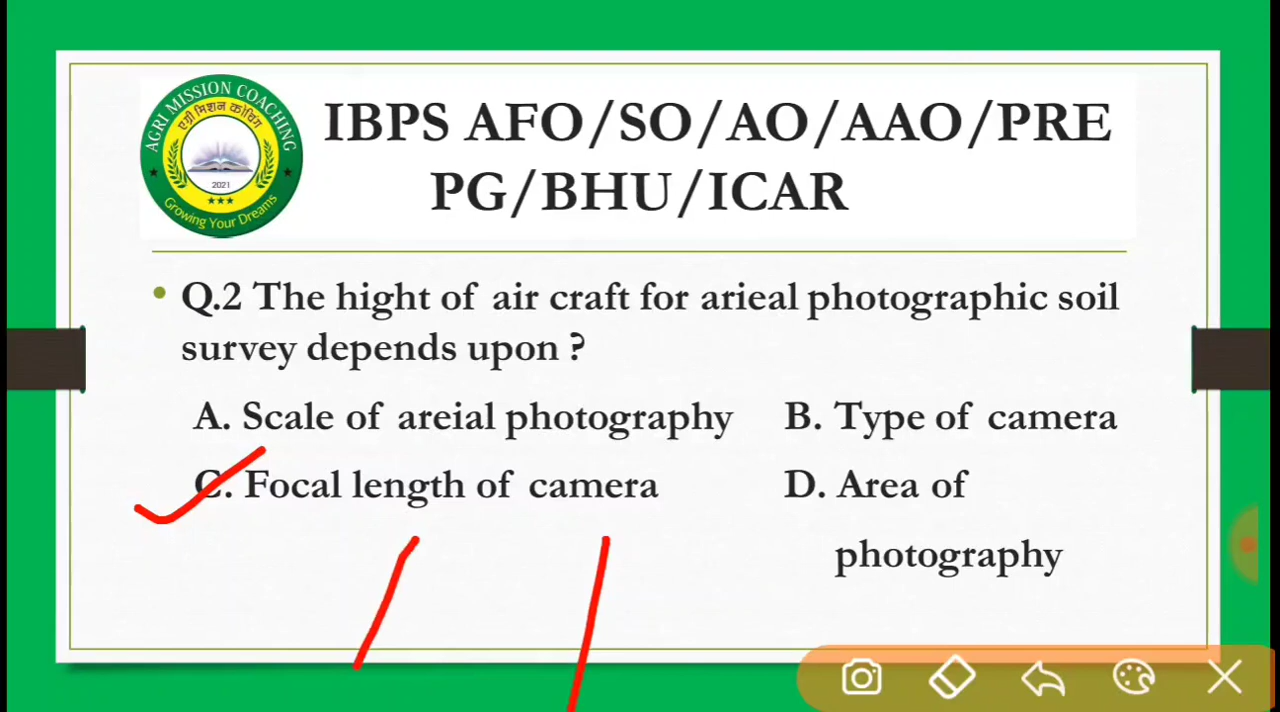 AGRI MISSION COACHING
एग्री मिशन कोचिंग
2021
Growing Your Dreams
IBPS AFO/SO/AO/AAO/PRE
PG/BHU/ICAR
• Q.2 The hight of air craft for arieal photographic soil
survey depends upon ?
A. Scale of areial photography B. Type of camera
C. Focal length of camera D. Area of
photography